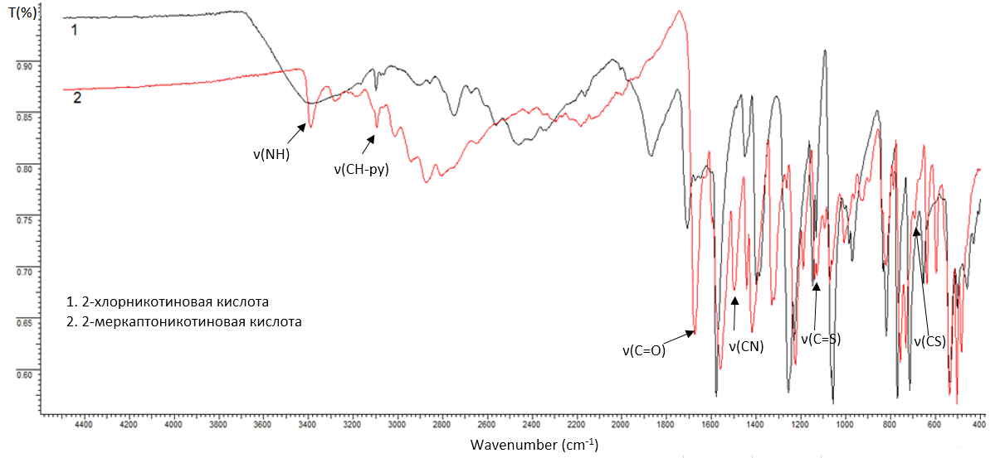 T(%)
1
0.90
2
0.85
ν(NH)
ν(CH-py)
0.80
0.75
0.70
1. 2-хлорникотиновая кислота
2. 2-меркаптоникотиновая кислота
0.65
ν(C=O)
ν(CN)
ν(C=S)
ν(CS)
0.60
4400 4200 4000 3800 3600 3400 3200 3000 2800 2600 2400 2200 2000 1800 1600 1400 1200 1000 800 600 400
Wavenumber (cm-1)